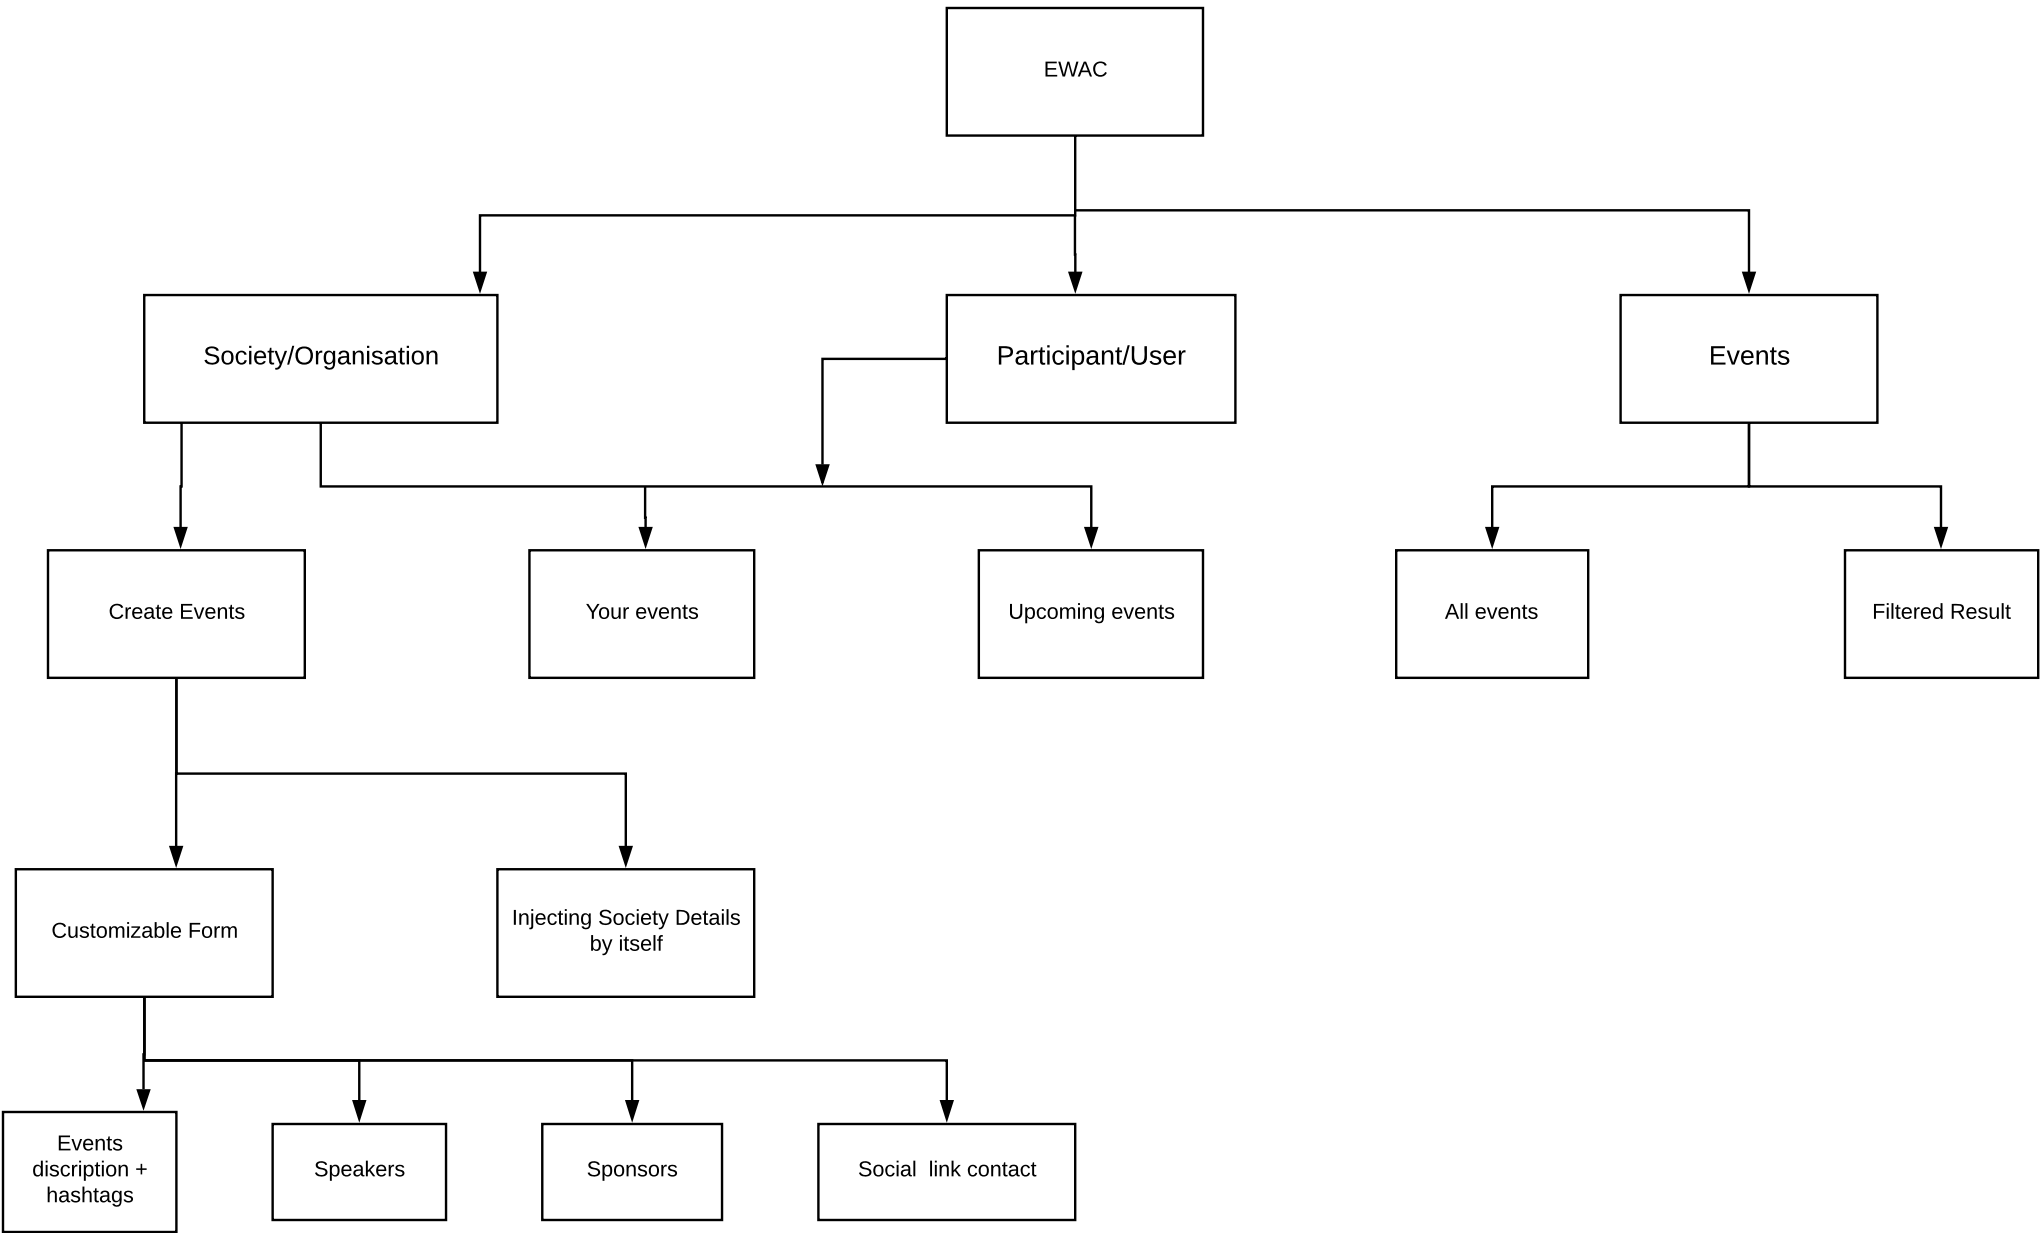 EWAC
Society/Organisation
Participant/User
Events
Create Events
Your events
Upcoming events
All events
Filtered Result
Customizable Form
Injecting Society Details
by itself
Events
discription +
hashtags
Speakers
Sponsors
Social  link contact